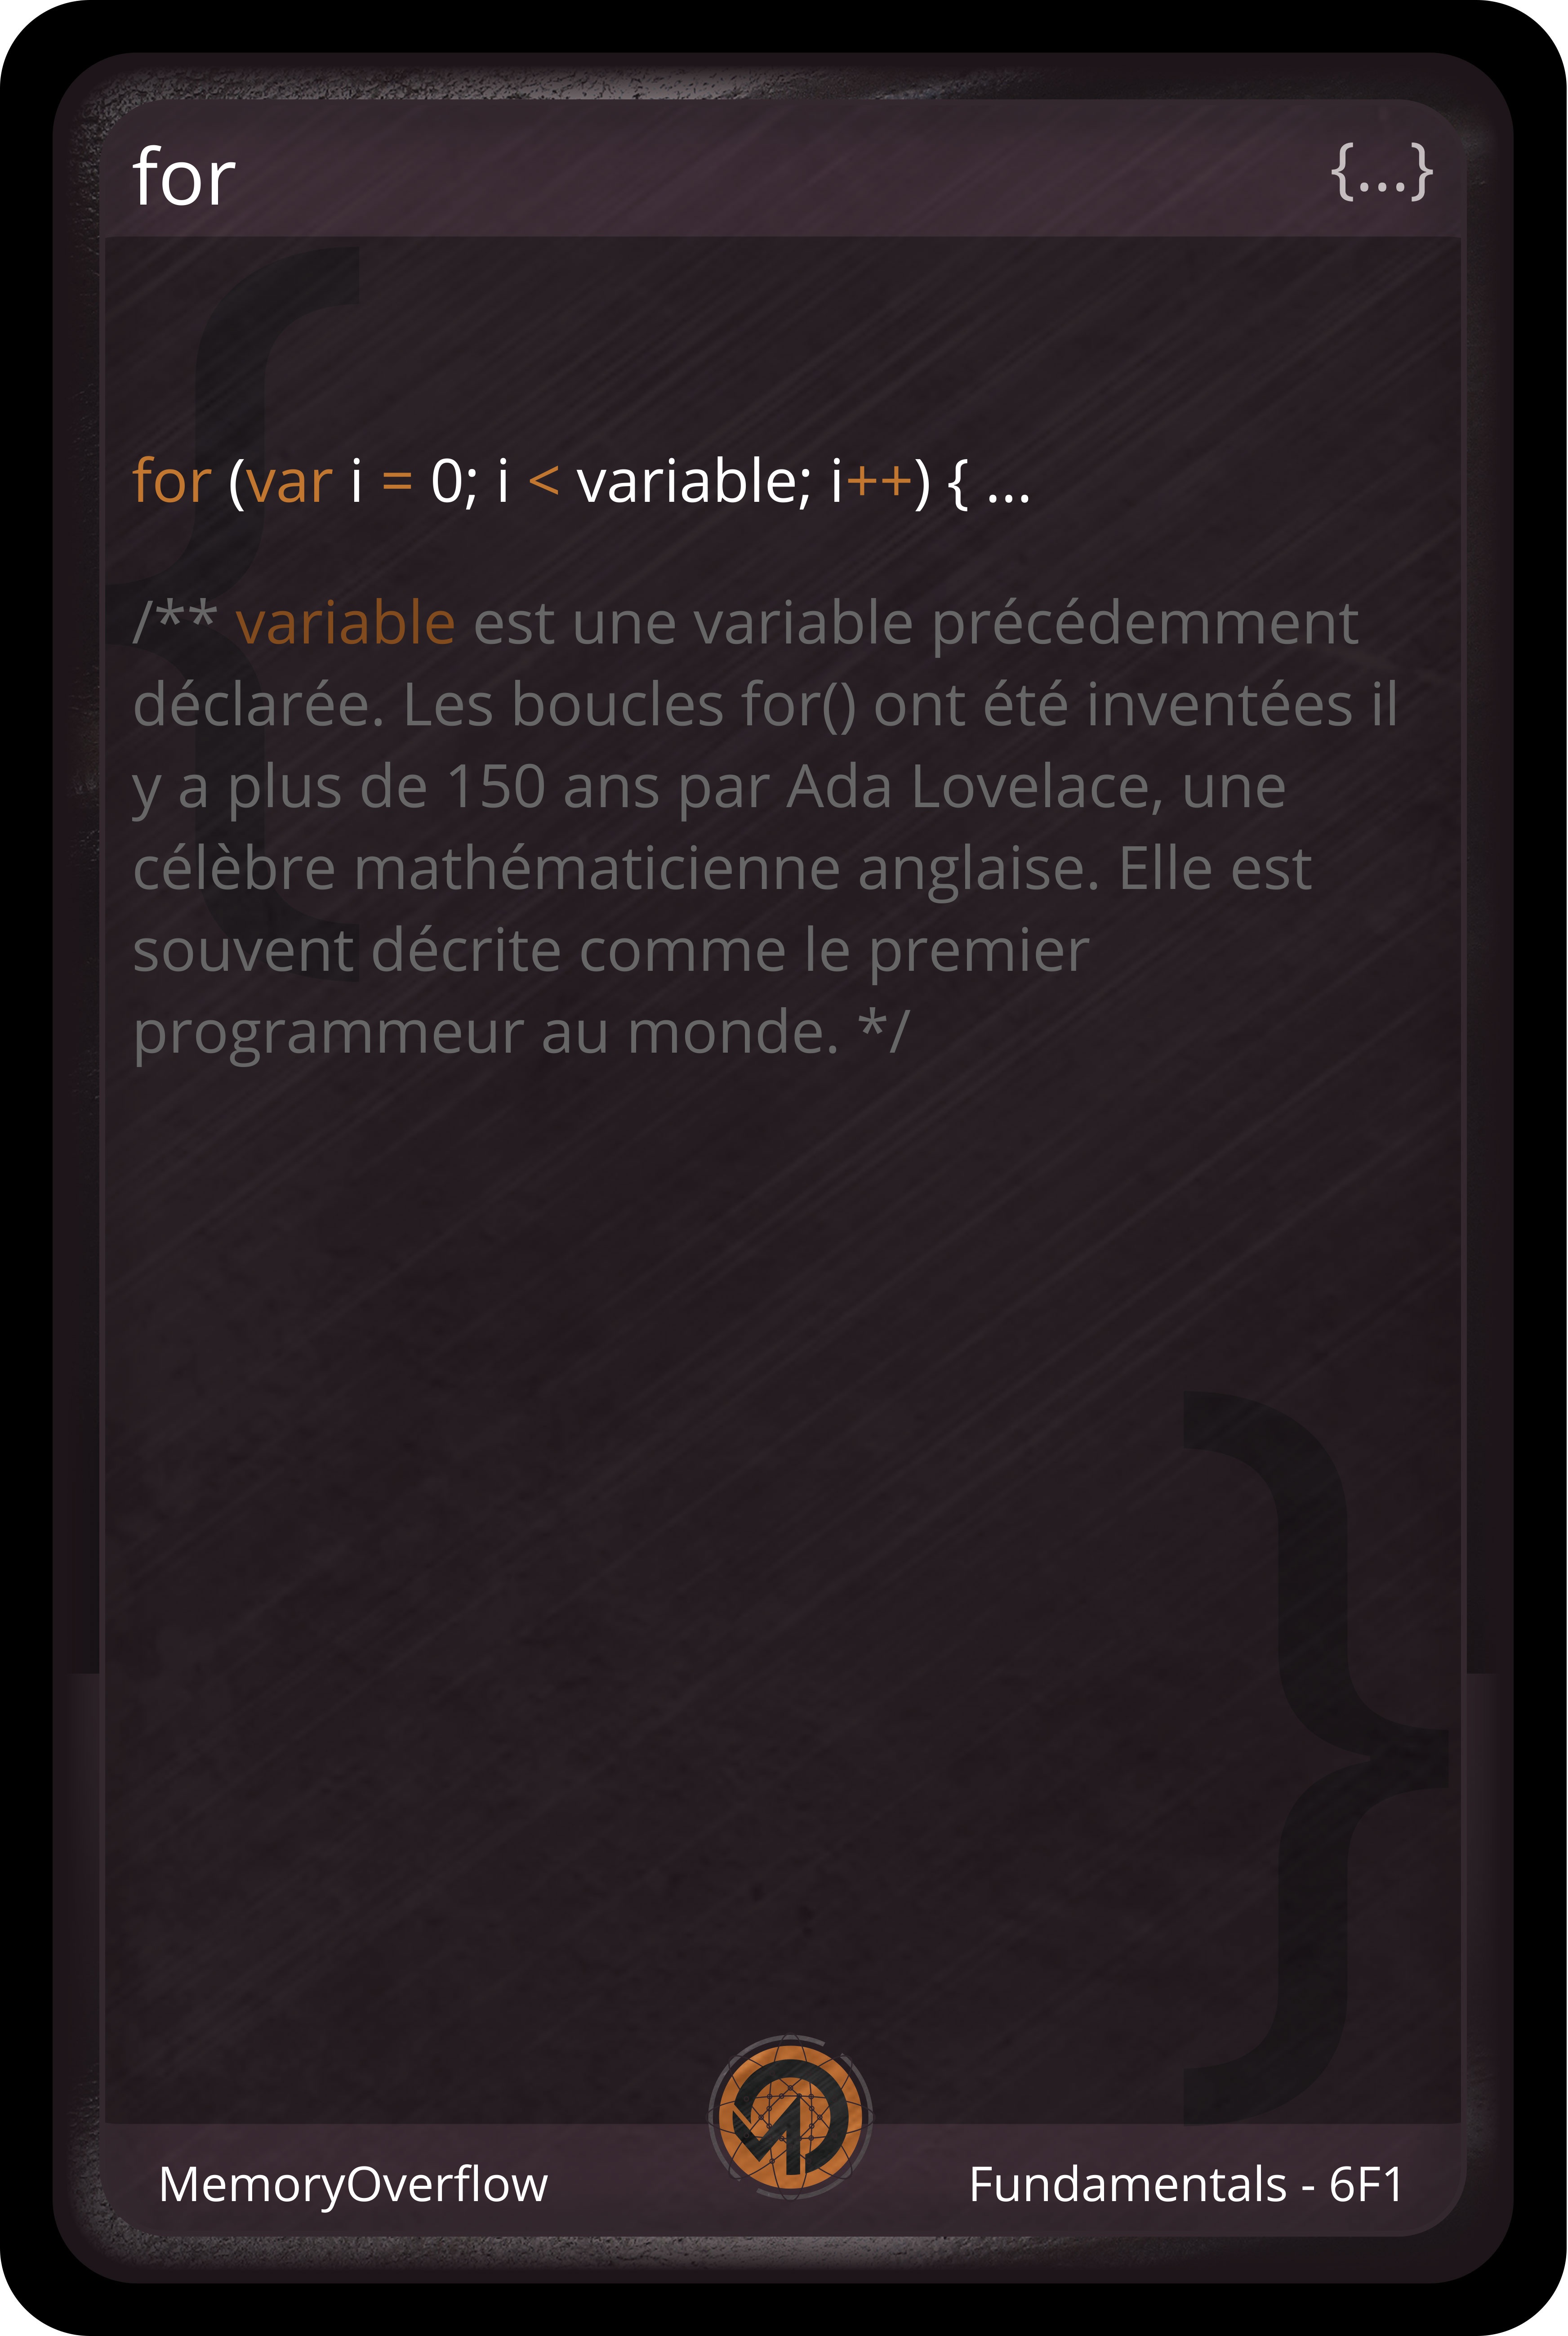 for {...}
for (var i = 0; i < variable; i++) { ...
/** variable est une variable précédemment
déclarée. Les boucles for() ont été inventées il
y a plus de 150 ans par Ada Lovelace, une
célèbre mathématicienne anglaise. Elle est
souvent décrite comme le premier
programmeur au monde. */
MemoryOverflow
Fundamentals - 6F1